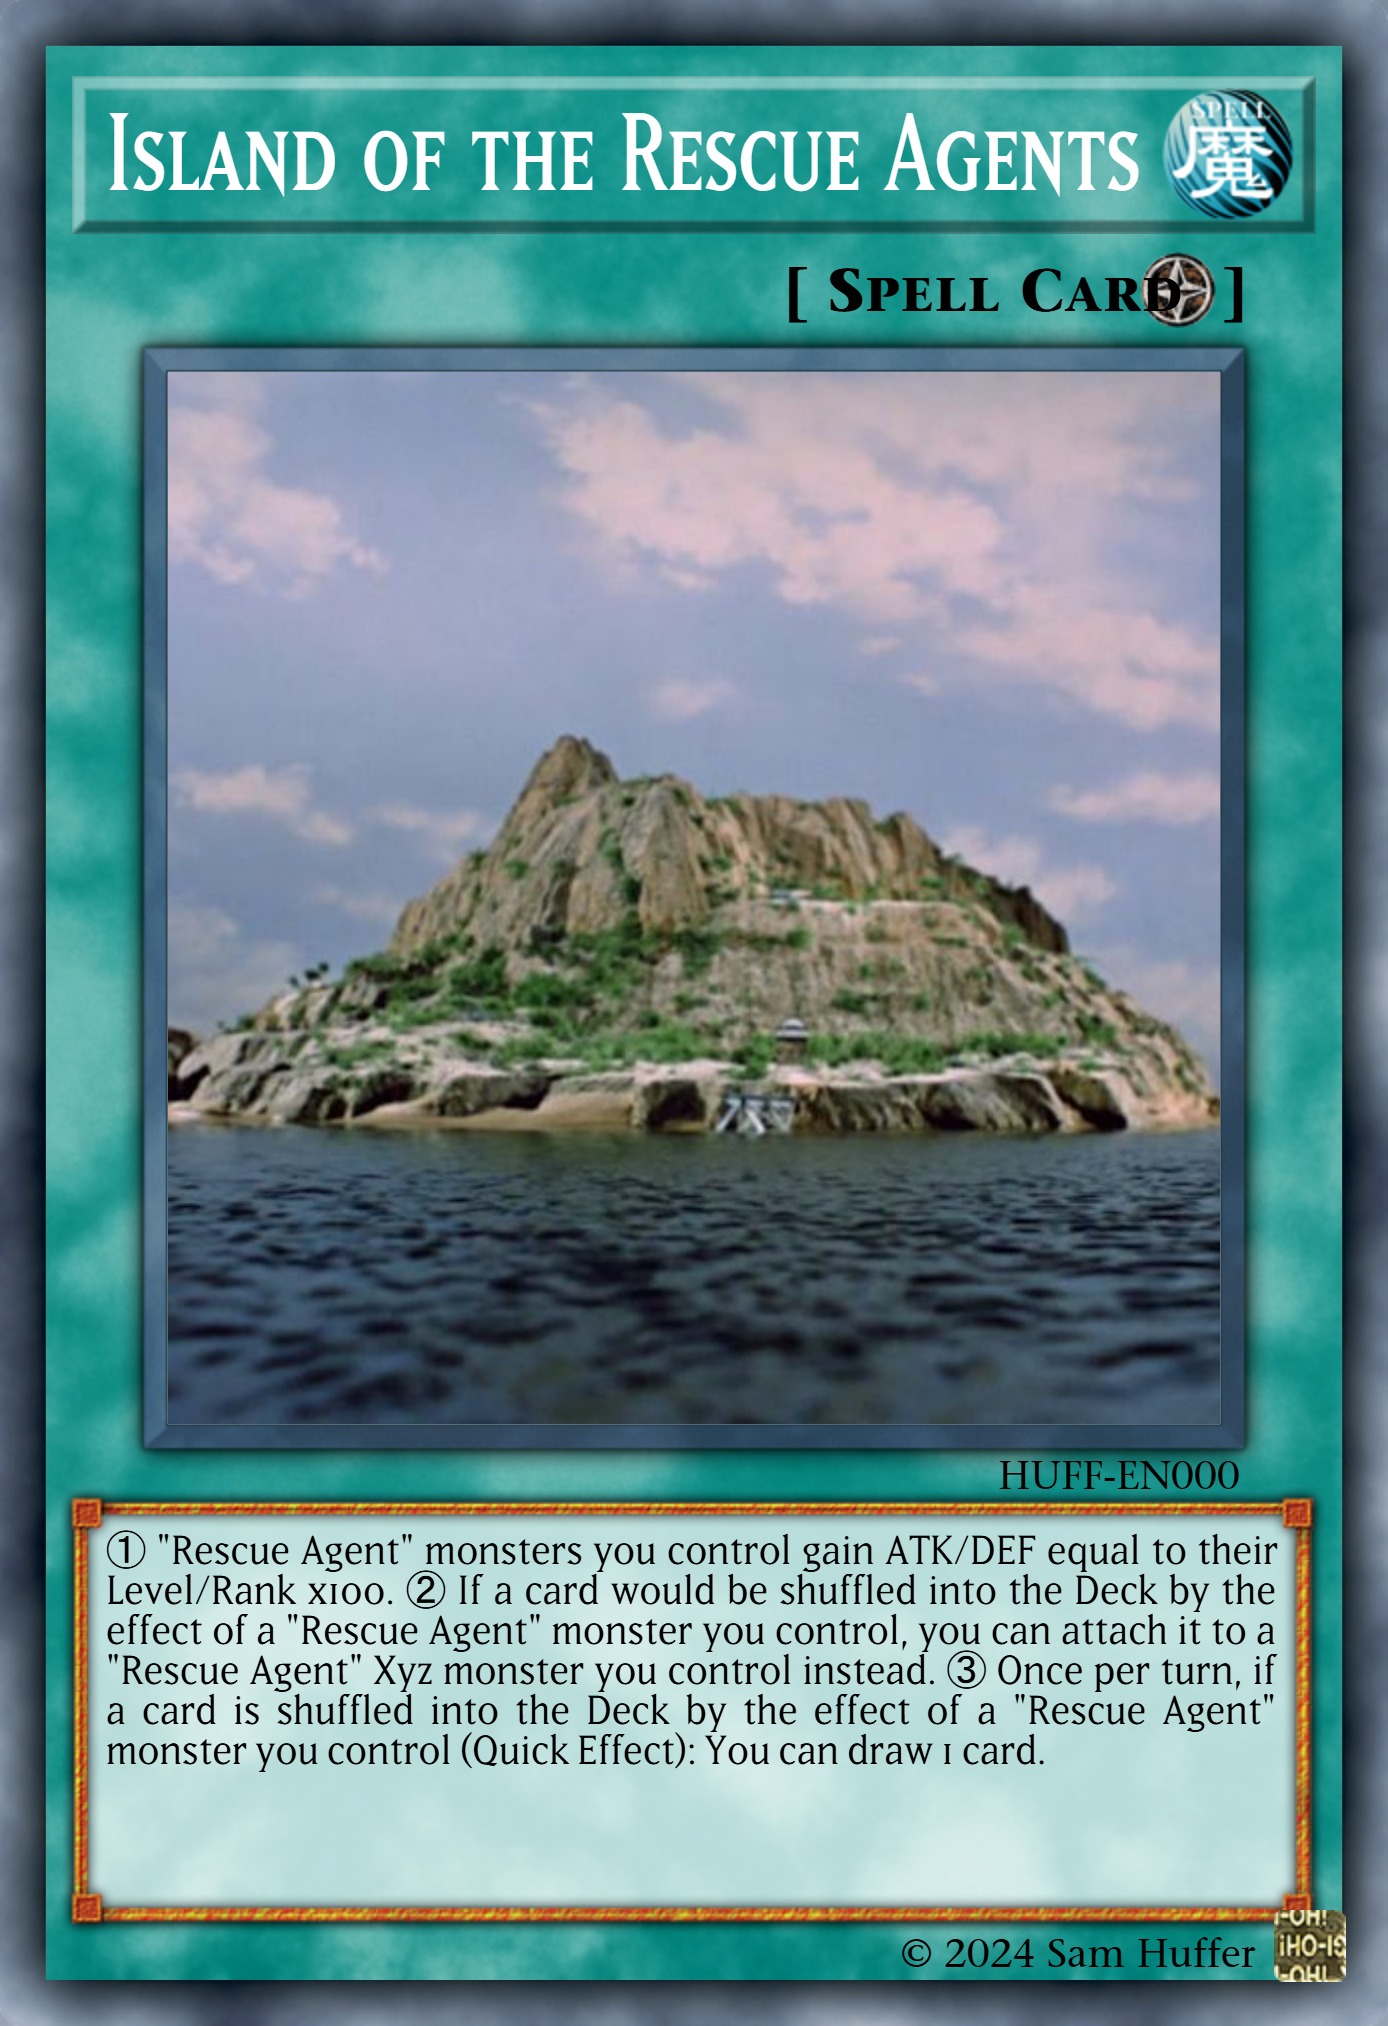 Island of the Rescue Agents
SPELL
魔
[ Spell Card ]
HUFF-EN000
① "Rescue Agent" monsters you control gain ATK/DEF equal to their
Level/Rank x100. ② If a card would be shuffled into the Deck by the
effect of a "Rescue Agent" monster you control, you can attach it to a
"Rescue Agent" Xyz monster you control instead. ③ Once per turn, if
a card is shuffled into the Deck by the effect of a "Rescue Agent"
monster you control (Quick Effect): You can draw 1 card.
© 2024 Sam Huffer
-OH!
iHO-IS
-OH!